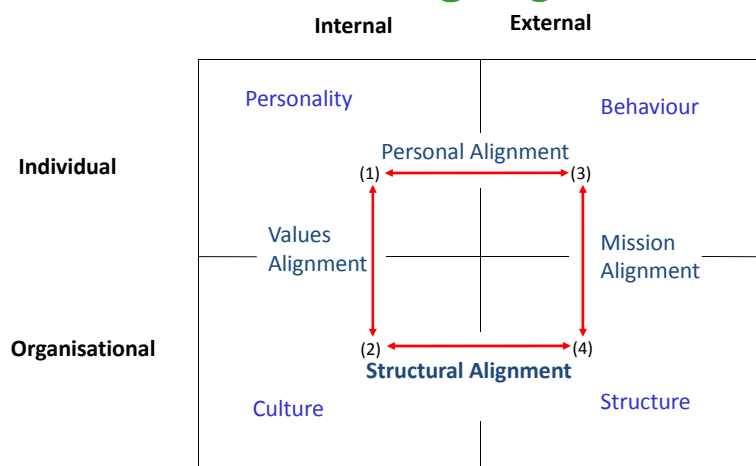 Internal
External
Personality
Behaviour
Individual
Personal Alignment
(1)
(3)
Values
Alignment
Mission
Alignment
Organisational
(2)
(4)
Structural Alignment
Culture
Structure